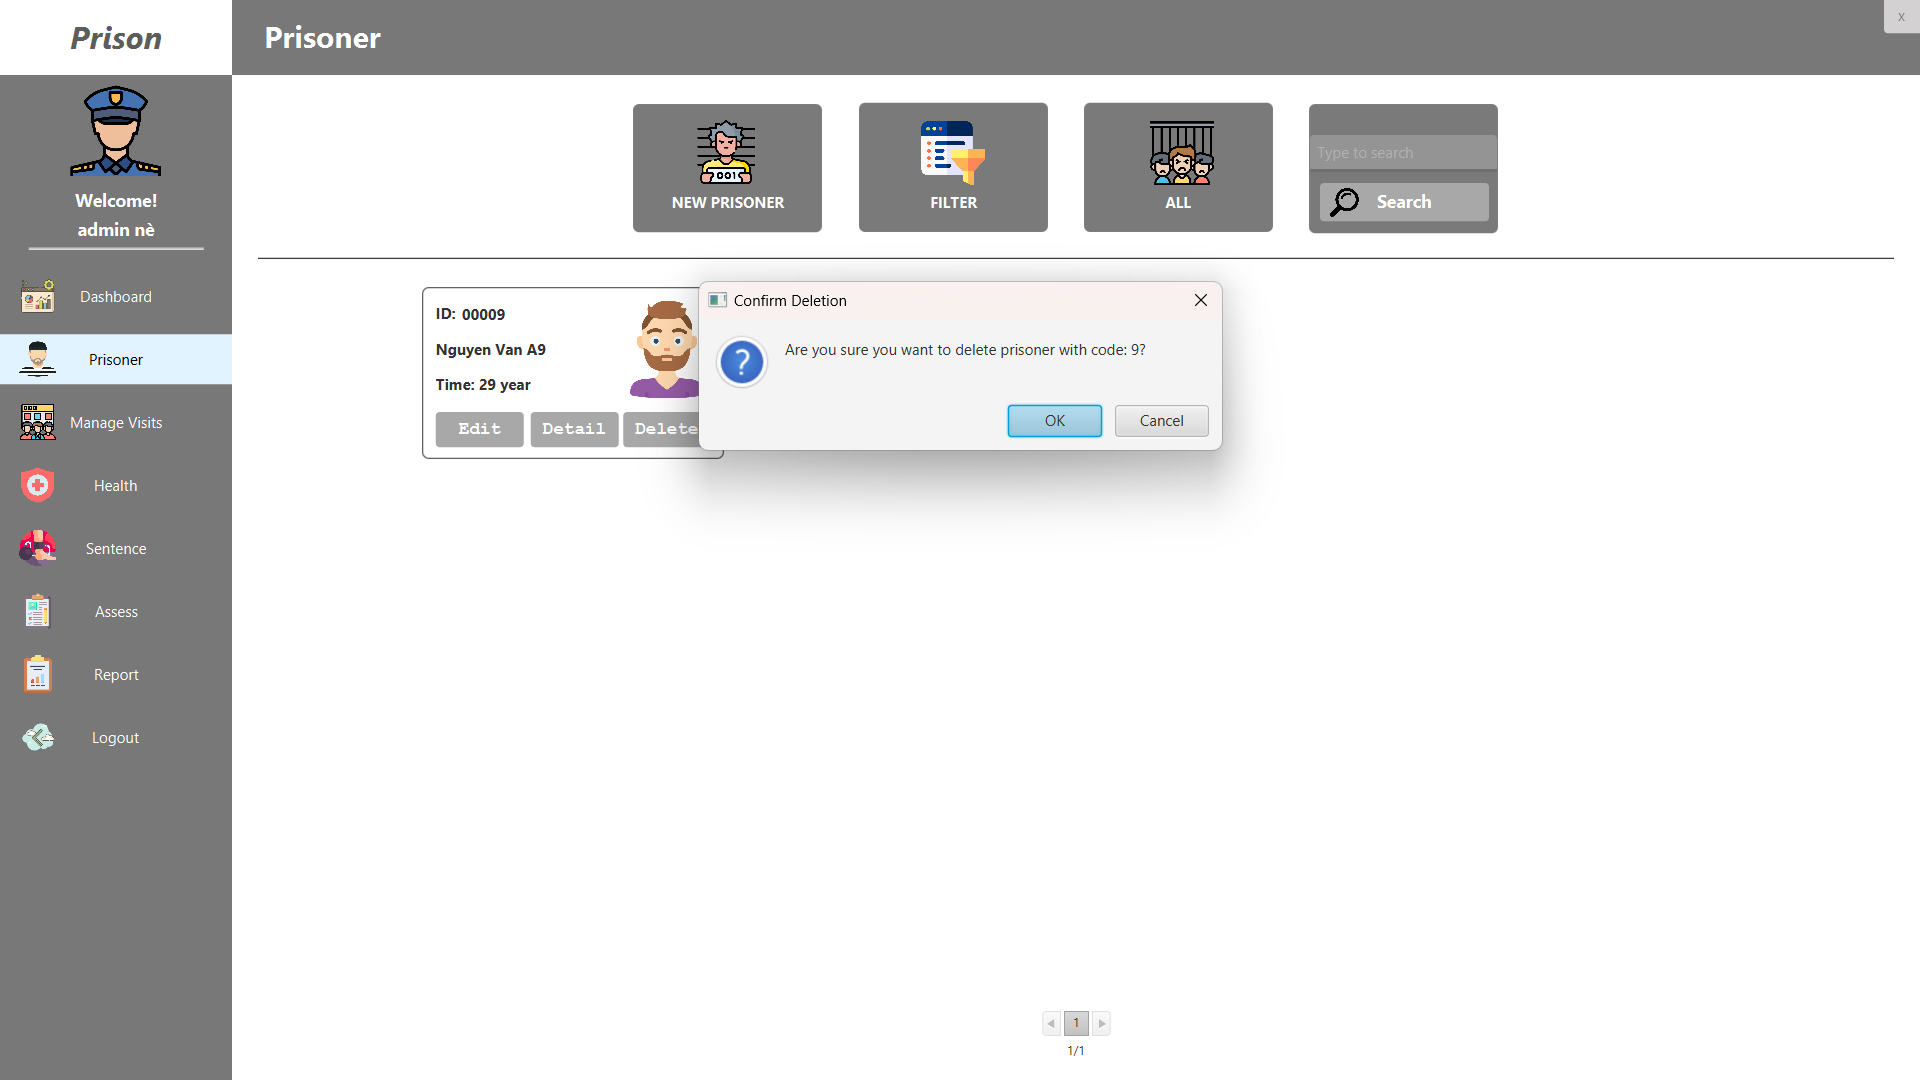 Prison
Prisoner
x
Welcome!
admin nè
Dashboard
Prisoner
Manage Visits
Health
Sentence
Assess
Report
Logout
001
NEW PRISONER
FILTER
ALL
Type to search
Search
ID: 00009
Nguyen Van A9
Time: 29 year
Edit
Detail
Delete
Confirm Deletion
Are you sure you want to delete prisoner with code: 9?
OK
Cancel
1
1/1